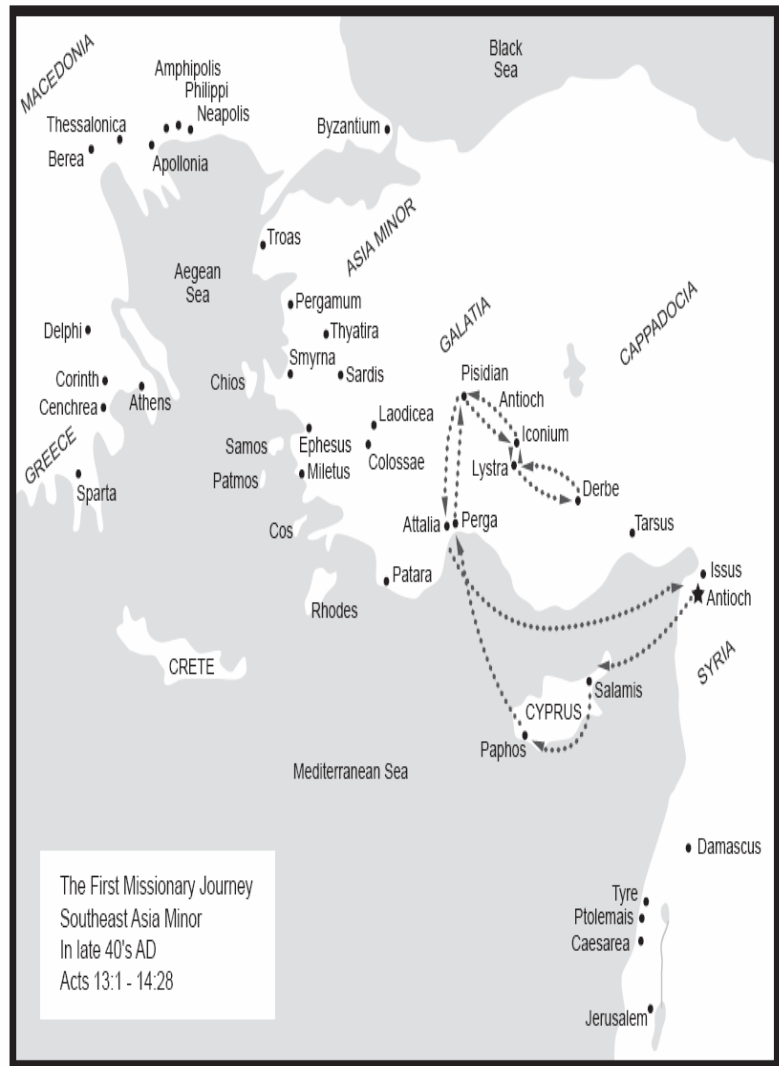 Black
Sea
MACEDONIA
Amphipolis
Philippi
Neapolis
Thessalonica
Berea
Apollonia
Byzantium
Troas
ASIA MINOR
Aegean
Sea
Pergamum
Thyatira
GALATIA
CAPPADOCIA
Delphi
Smyrna
Sardis
Chios
Corinth
Cenchrea
Athens
Pisidian
Antioch
Iconium
Laodicea
GREECE
Samos
Ephesus
Colossae
Lystra
Patmos
Miletus
Sparta
Derbe
Cos
Attalia
Perga
Tarsus
Patara
Issus
Antioch
Rhodes
CRETE
SYRIA
Salamis
CYPRUS
Paphos
Mediterranean Sea
Damascus
The First Missionary Journey
Southeast Asia Minor
In late 40's AD
Acts 13:1 - 14:28
Tyre
Ptolemais
Caesarea
Jerusalem